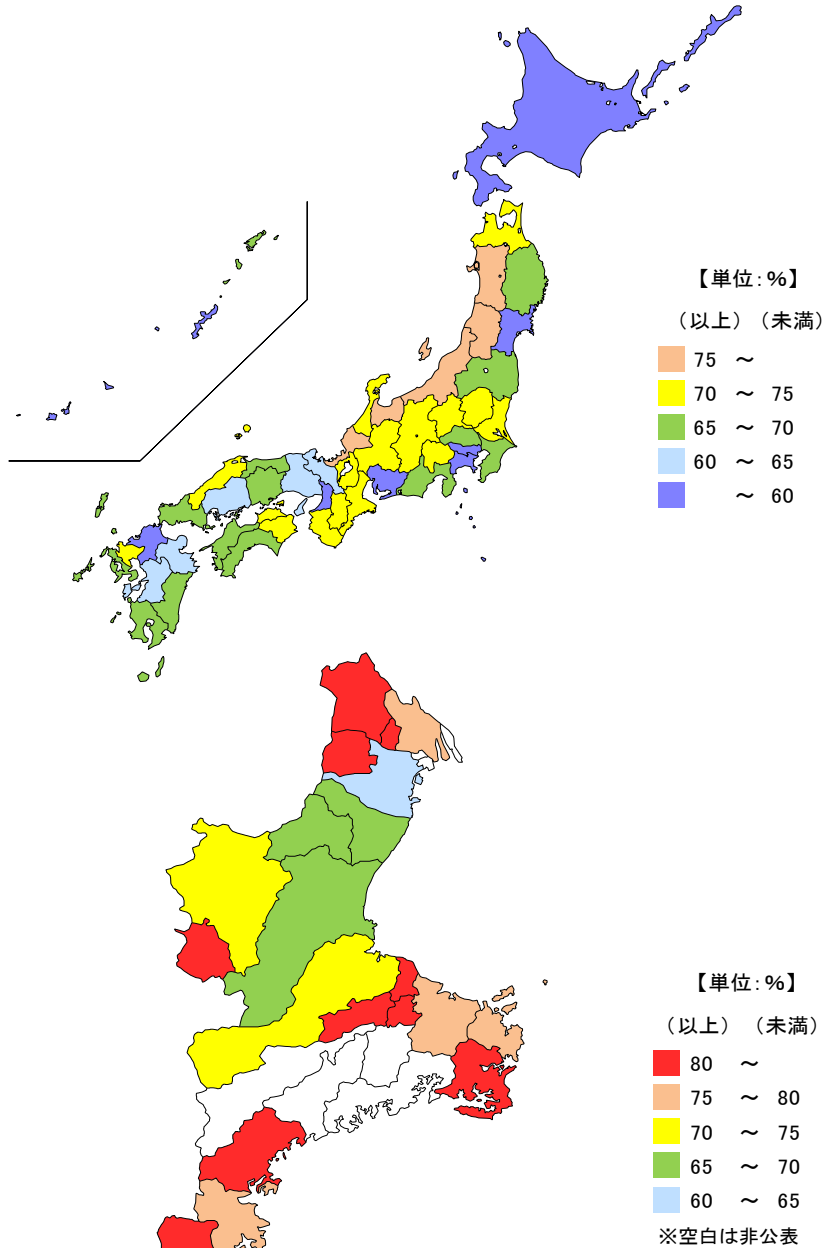 【単位：％】
（以上）（未満）
75 ～
70 ～ 75
65 ～ 70
60 ～ 65
～ 60
【単位：％】
（以上）（未満）
80 ～
75 ～ 80
70 ～ 75
65 ～ 70
60 ～ 65
※空白は非公表